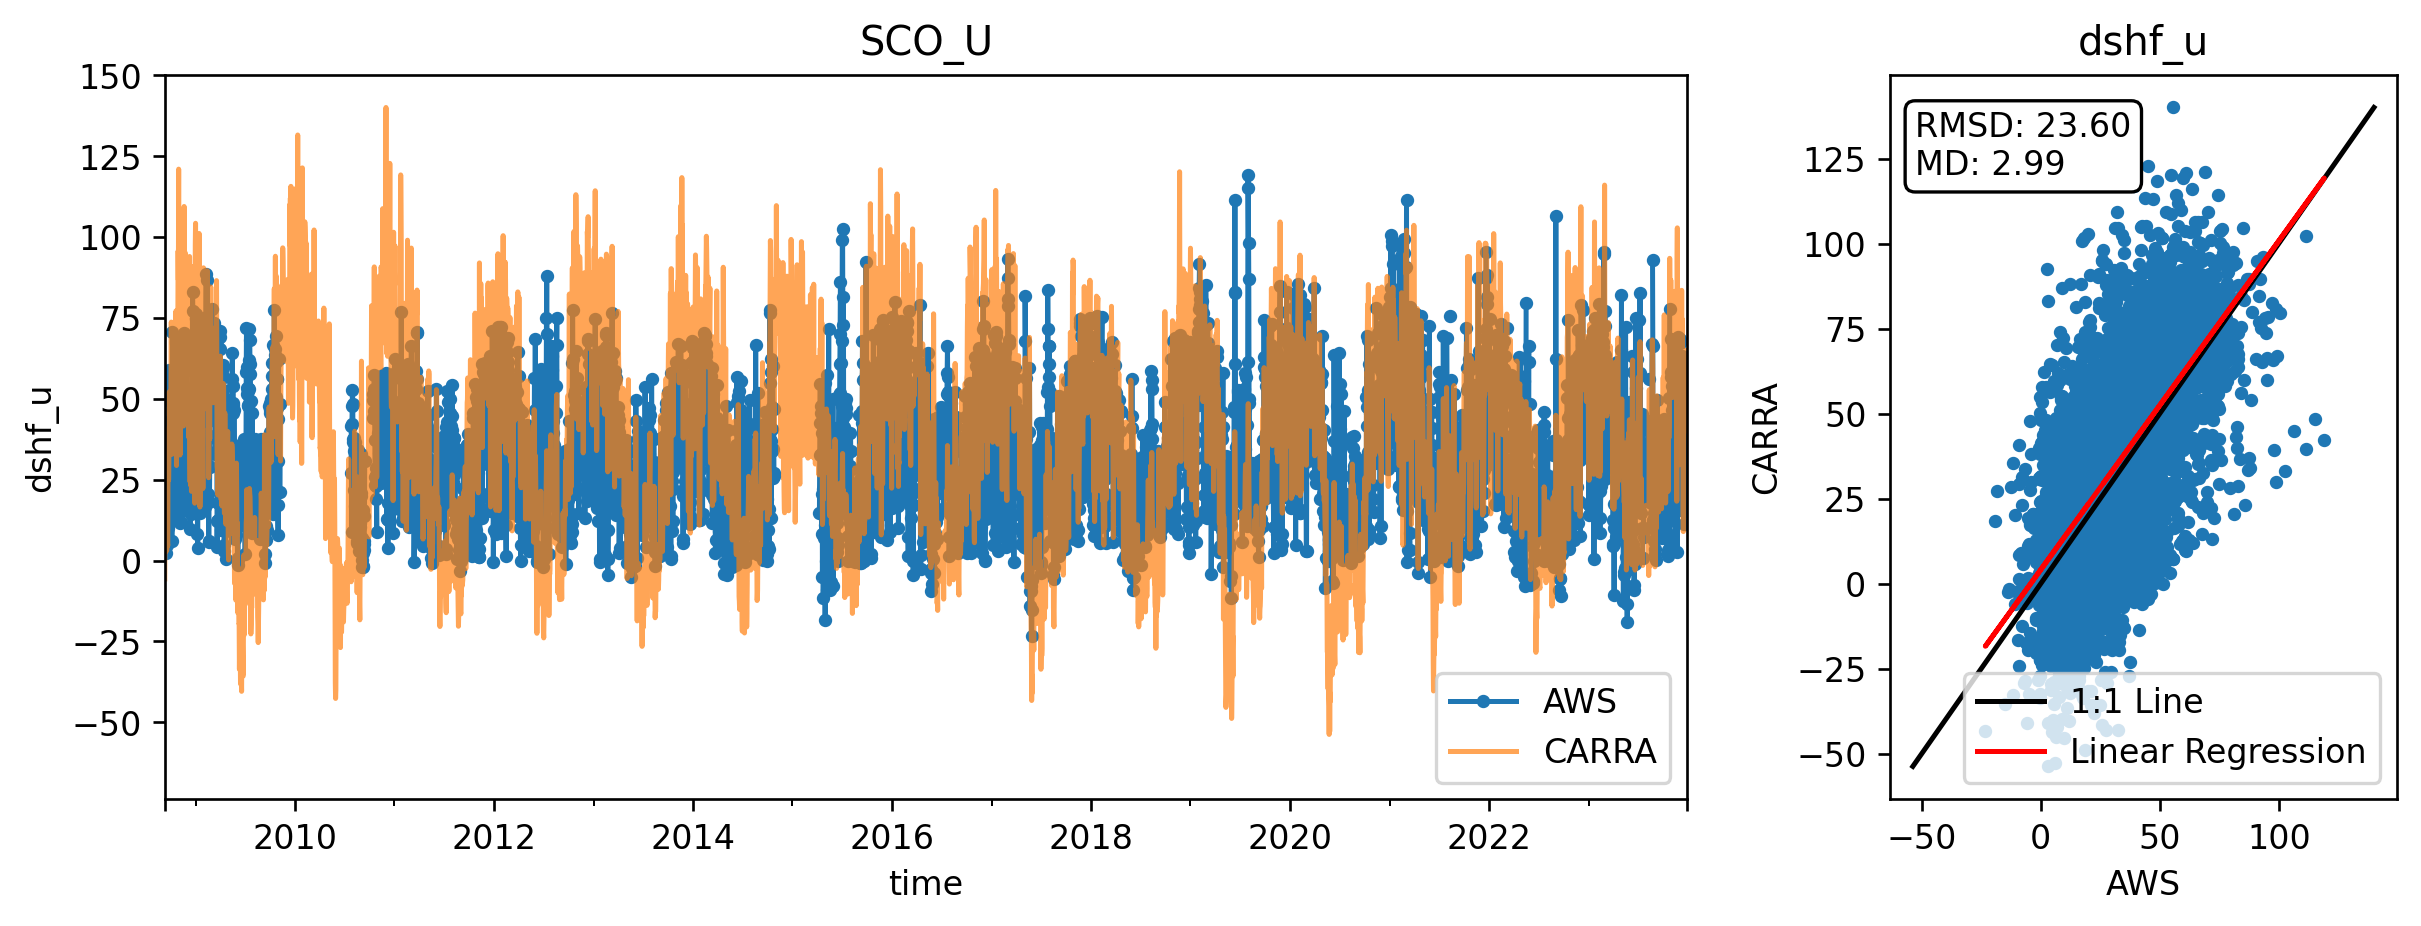 SCO_U
150
125
100
75
50
25
0
−25
−50
dshf_u
2010 2012 2014 2016 2018 2020 2022
time
AWS
CARRA
dshf_u
RMSD: 23.60
MD: 2.99
125
100
75
50
25
0
−25
−50
CARRA
1:1 Line
Linear Regression
−50 0 50 100
AWS